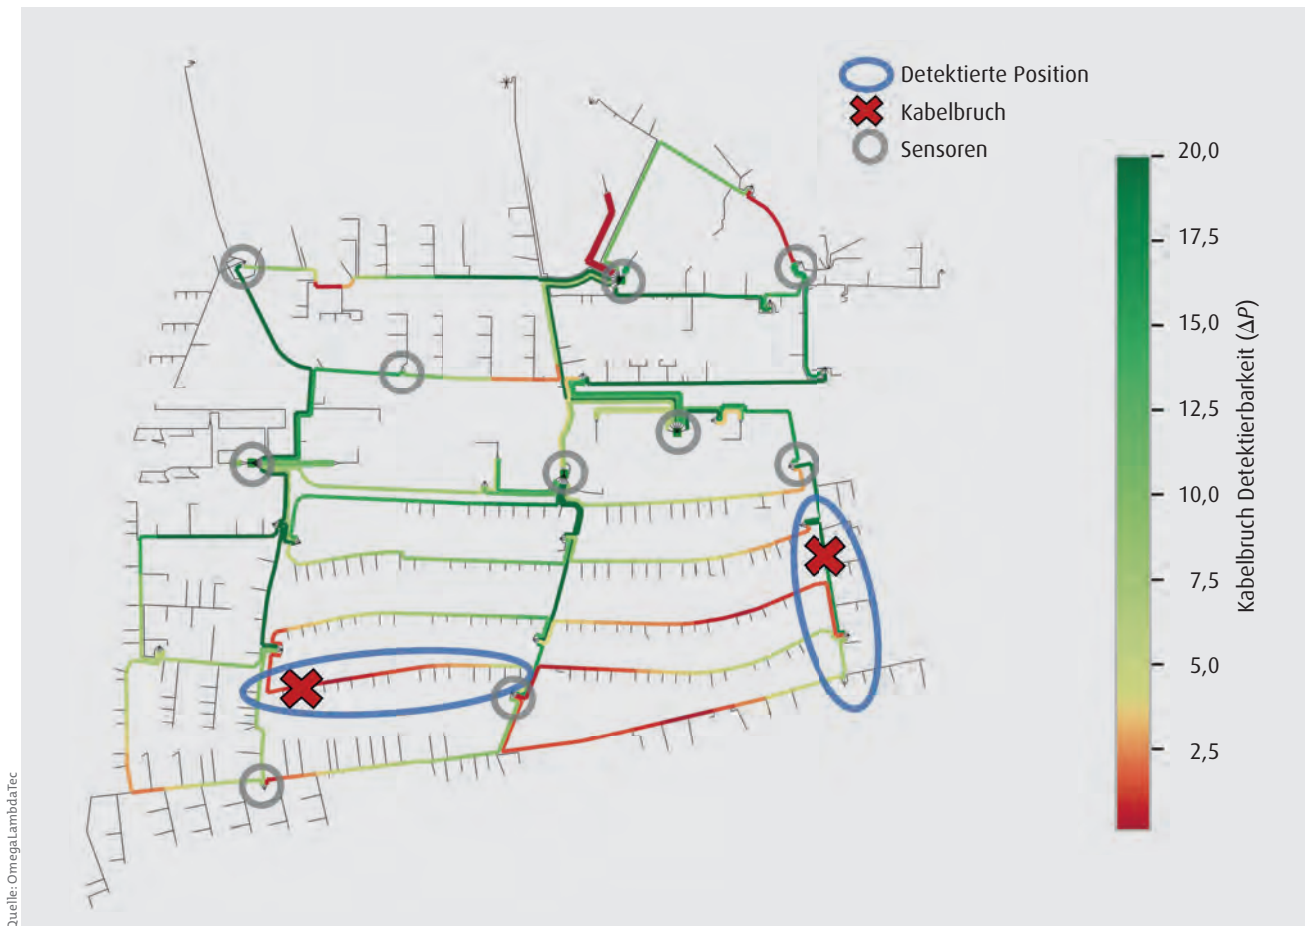 Detektierte Position
Kabelbruch
Sensoren
20,0
17,5
15,0
12,5
10,0
7,5
5,0
2,5
Kabelbruch Detektierbarkeit (ΔP)
Quelle: OmegaLambdaTec